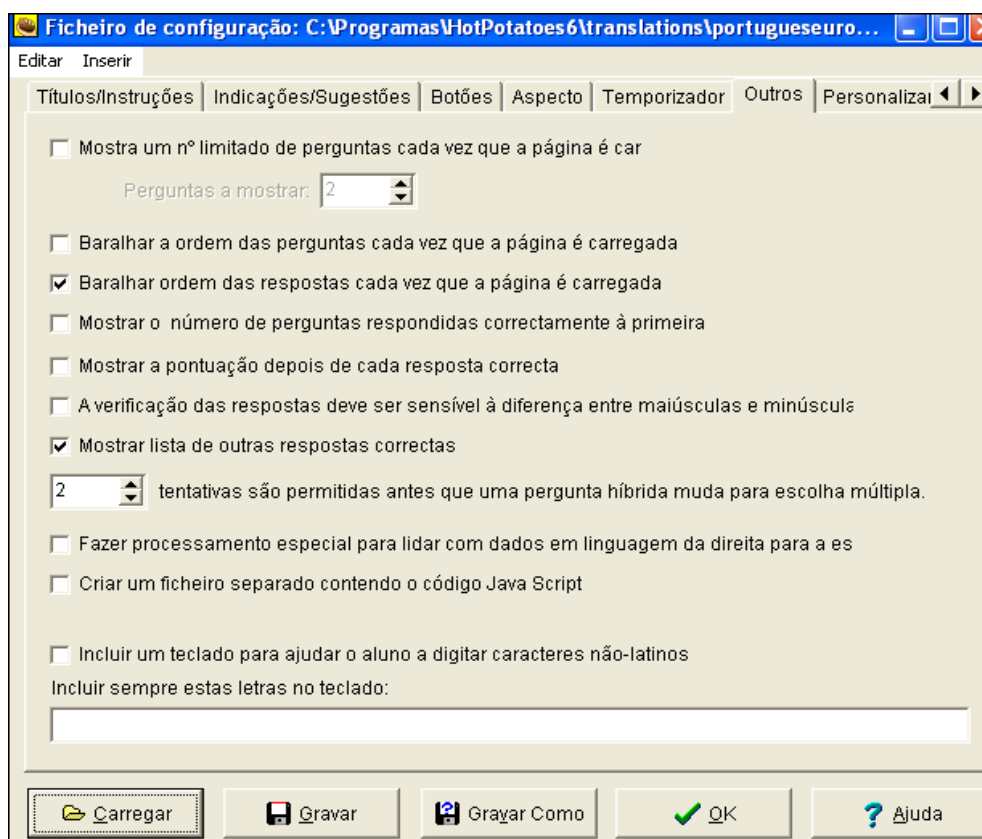 Ficheiro de configuração: C:\Programas\HotPotatoes6\translations\portugueseeuro...
Editar Inserir
Títulos/Instruções Indicações/Sugestões Botões Aspecto Temporizador Outros Personalizar
Mostra um nº limitado de perguntas cada vez que a página é car
Perguntas a mostrar: 2
Baralhar a ordem das perguntas cada vez que a página é carregada
Baralhar ordem das respostas cada vez que a página é carregada
Mostrar o número de perguntas respondidas correctamente à primeira
Mostrar a pontuação depois de cada resposta correcta
A verificação das respostas deve ser sensível à diferença entre maiúsculas e minúscula
Mostrar lista de outras respostas correctas
2 tentativas são permitidas antes que uma pergunta híbrida muda para escolha múltipla.
Fazer processamento especial para lidar com dados em linguagem da direita para a es
Criar um ficheiro separado contendo o código Java Script
Incluir um teclado para ajudar o aluno a digitar caracteres não-latinos
Incluir sempre estas letras no teclado:
Carregar Gravar Gravar Como OK Ajuda